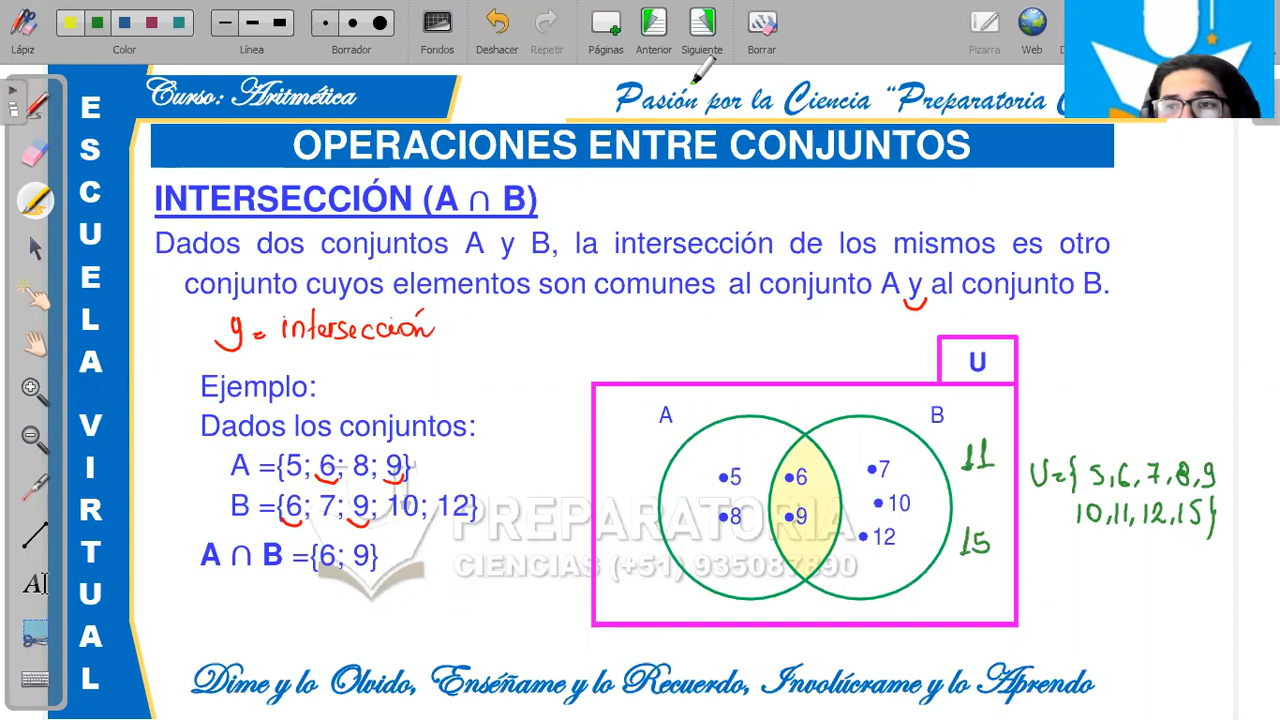 Lápiz
Color
Línea
Borrador
Fondos
Deshacer
Repetir
Páginas
Anterior
Siguiente
Borrar
Pizarra
Web
Curso: Aritmética
Pasión por la Ciencia “Preparatoria
ESCUELA VIRTUAL
OPERACIONES ENTRE CONJUNTOS
INTERSECCIÓN (A ∩ B)
Dados dos conjuntos A y B, la intersección de los mismos es otro
conjunto cuyos elementos son comunes al conjunto A y al conjunto B.
y = intersección
Ejemplo:
Dados los conjuntos:
A ={5; 6; 8; 9}
B ={6; 7; 9; 10; 12}
A ∩ B ={6; 9}
U
A
B
5
6
7
8
9
10
12
11
15
U={ 5,6,7,8,9
10,11,12,15}
PREPARATORIA
CIENCIAS (+51) 935087890
Dime y lo Olvido, Enséñame y lo Recuerdo, Involúcrame y lo Aprendo